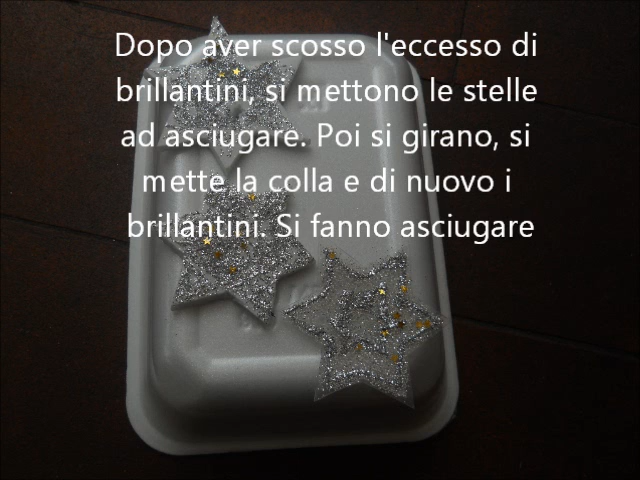 Dopo aver scosso l'eccesso di
brillantini, si mettono le stelle
ad asciugare. Poi si girano, si
mette la colla e di nuovo i
brillantini. Si fanno asciugare